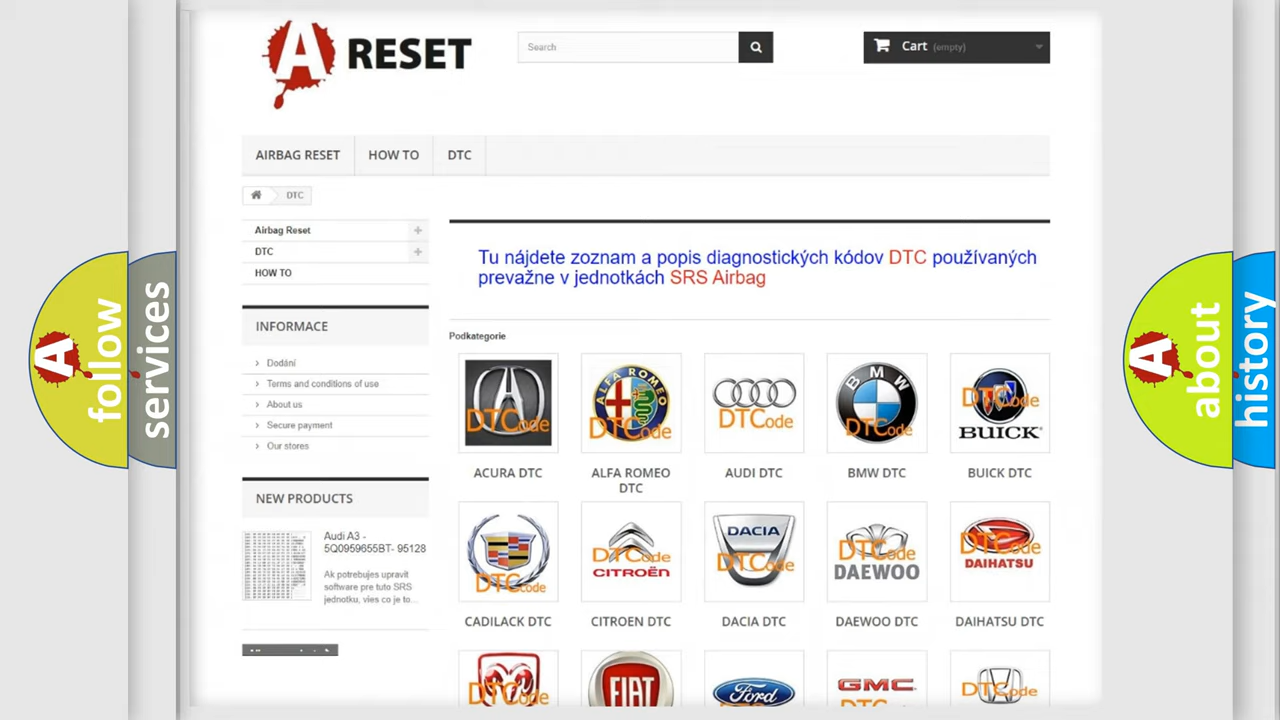 A RESET
Search
Cart (empty)
AIRBAG RESET
HOW TO
DTC
DTC
Airbag Reset
DTC
HOW TO
Tu nájdete zoznam a popis diagnostických kódov DTC používaných
prevažne v jednotkách SRS Airbag
INFORMACE
Dodání
Terms and conditions of use
About us
Secure payment
Our stores
NEW PRODUCTS
Audi A3 -
5Q0959655BT- 95128
Ak potrebujes upravit
software pre tuto SRS
jednotku, vies co je to...
Podkategorie
DTCode
ALFA ROMEO
DTCode
DTCode
BMW
DTCode
DTCode
BUICK
ACURA DTC
ALFA ROMEO
DTC
AUDI DTC
BMW DTC
BUICK DTC
DTCode
DTCode
CITROËN
DACIA
DTCode
DTCode
DAEWOO
DTCode
DAIHATSU
CADILACK DTC
CITROEN DTC
DACIA DTC
DAEWOO DTC
DAIHATSU DTC
DTCode
FIAT
Ford
GMC
DTCode
A follow
services
A about
history